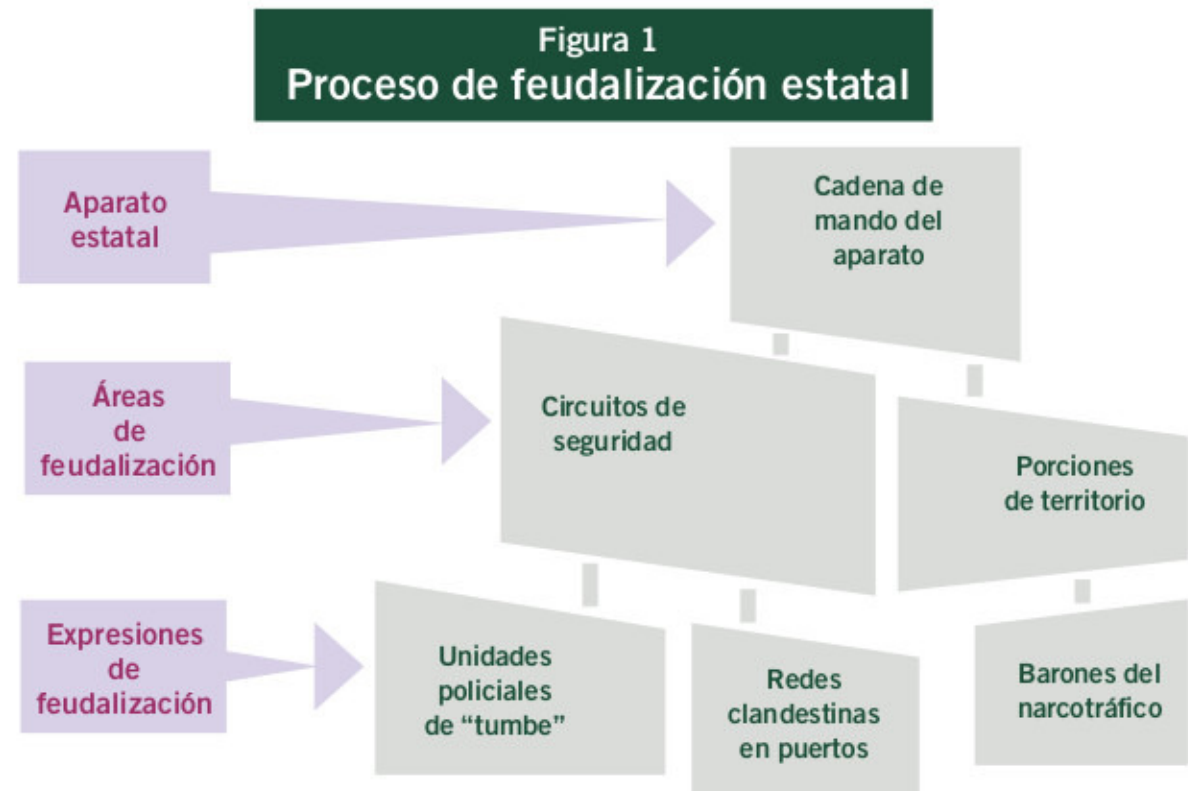 Figura 1
Proceso de feudalización estatal
Aparato
estatal
Cadena de
mando del
aparato
Áreas
de
feudalización
Circuitos de
seguridad
Porciones
de territorio
Expresiones
de
feudalización
Unidades
policiales
de “tumbe”
Redes
clandestinas
en puertos
Barones del
narcotráfico